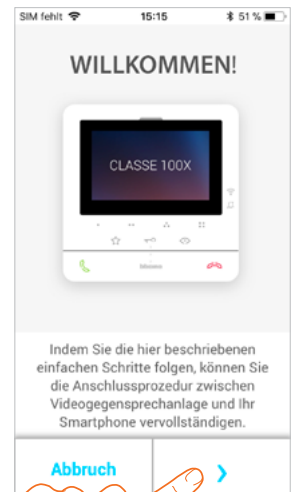 SIM fehlt 15:15 51 %
WILLKOMMEN!
CLASSE 100X
bticino
Indem Sie die hier beschriebenen
einfachen Schritte folgen, können Sie
die Anschlussprozedur zwischen
Videogegensprechanlage und Ihr
Smartphone vervollständigen.
Abbruch